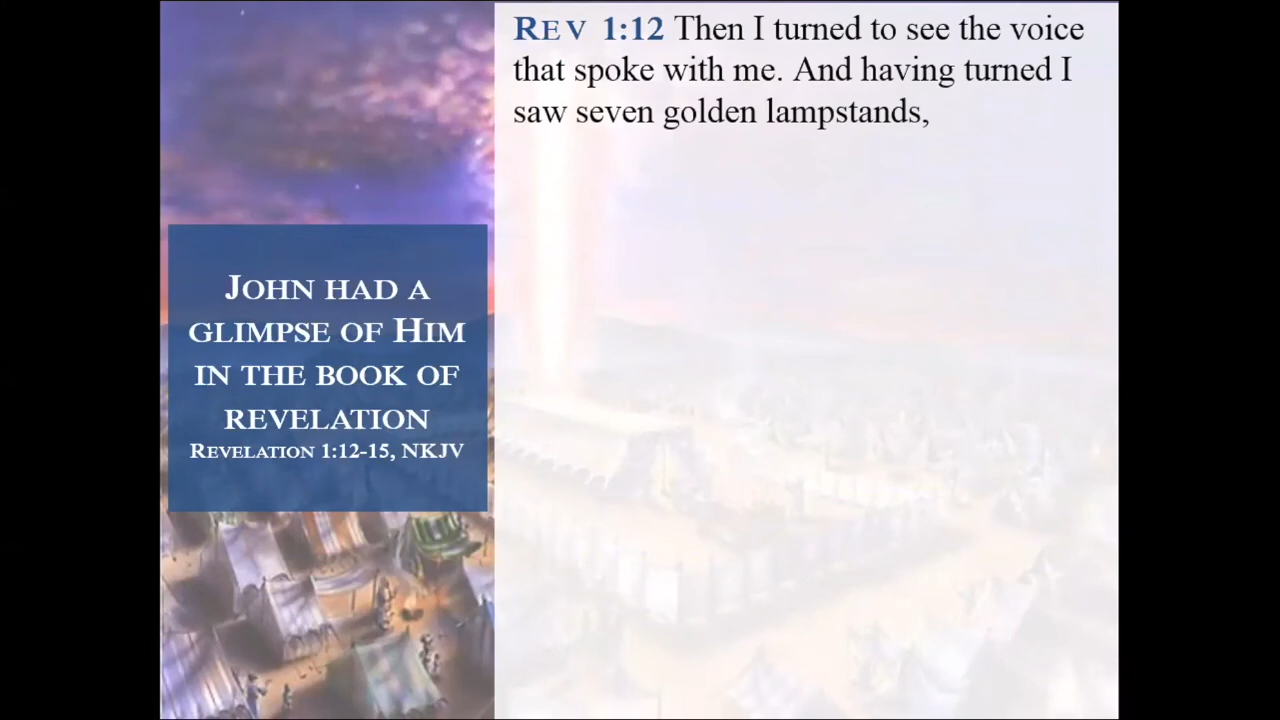 JOHN HAD A
GLIMPSE OF HIM
IN THE BOOK OF
REVELATION
REVELATION 1:12-15, NKJV
REV 1:12 Then I turned to see the voice
that spoke with me. And having turned I
saw seven golden lampstands,